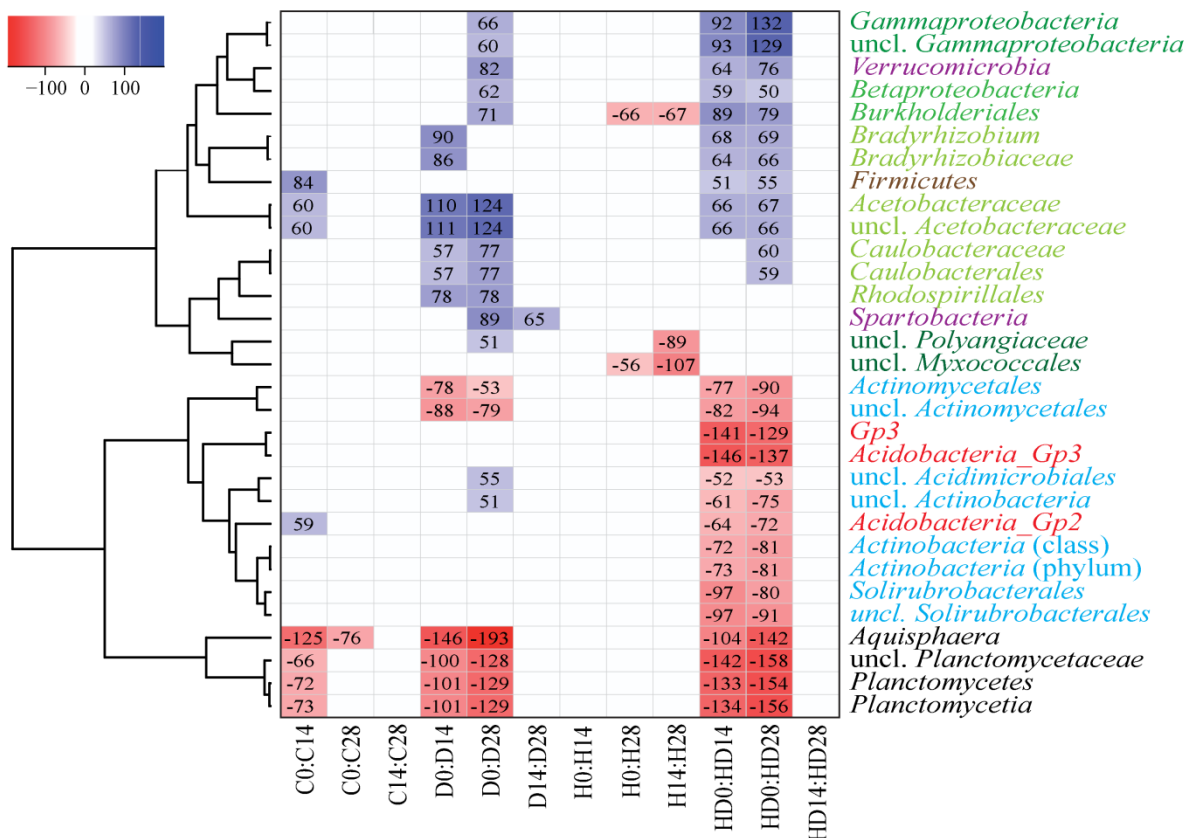 −100 0 100
66 92 132 Gammaproteobacteria
60 93 129 uncl. Gammaproteobacteria
82 64 76 Verrucomicrobia
62 59 50 Betaproteobacteria
71 -66 -67 89 79 Burkholderiales
90 68 69 Bradyrhizobium
86 64 66 Bradyrhizobiaceae
84 51 55 Firmicutes
60 110 124 66 67 Acetobacteraceae
60 111 124 66 66 uncl. Acetobacteraceae
57 77 60 Caulobacteraceae
57 77 59 Caulobacterales
78 78 Rhodospirillales
89 65 Spartobacteria
51 -89 uncl. Polyangiaceae
-56 -107 uncl. Myxococcales
-78 -53 -77 -90 Actinomycetales
-88 -79 -82 -94 uncl. Actinomycetales
-141 -129 Gp3
-146 -137 Acidobacteria_Gp3
55 -52 -53 uncl. Acidimicrobiales
51 -61 -75 uncl. Actinobacteria
59 -64 -72 Acidobacteria_Gp2
-72 -81 Actinobacteria (class)
-73 -81 Actinobacteria (phylum)
-97 -80 Solirubrobacterales
-97 -91 uncl. Solirubrobacterales
-125 -76 -146 -193 -104 -142 Aquisphaera
-66 -100 -128 -142 -158 uncl. Planctomycetaceae
-72 -101 -129 -133 -154 Planctomycetes
-73 -101 -129 -134 -156 Planctomycetia
C0:C14
C0:C28
C14:C28
D0:D14
D0:D28
D14:D28
H0:H14
H0:H28
H14:H28
HD0:HD14
HD0:HD28
HD14:HD28